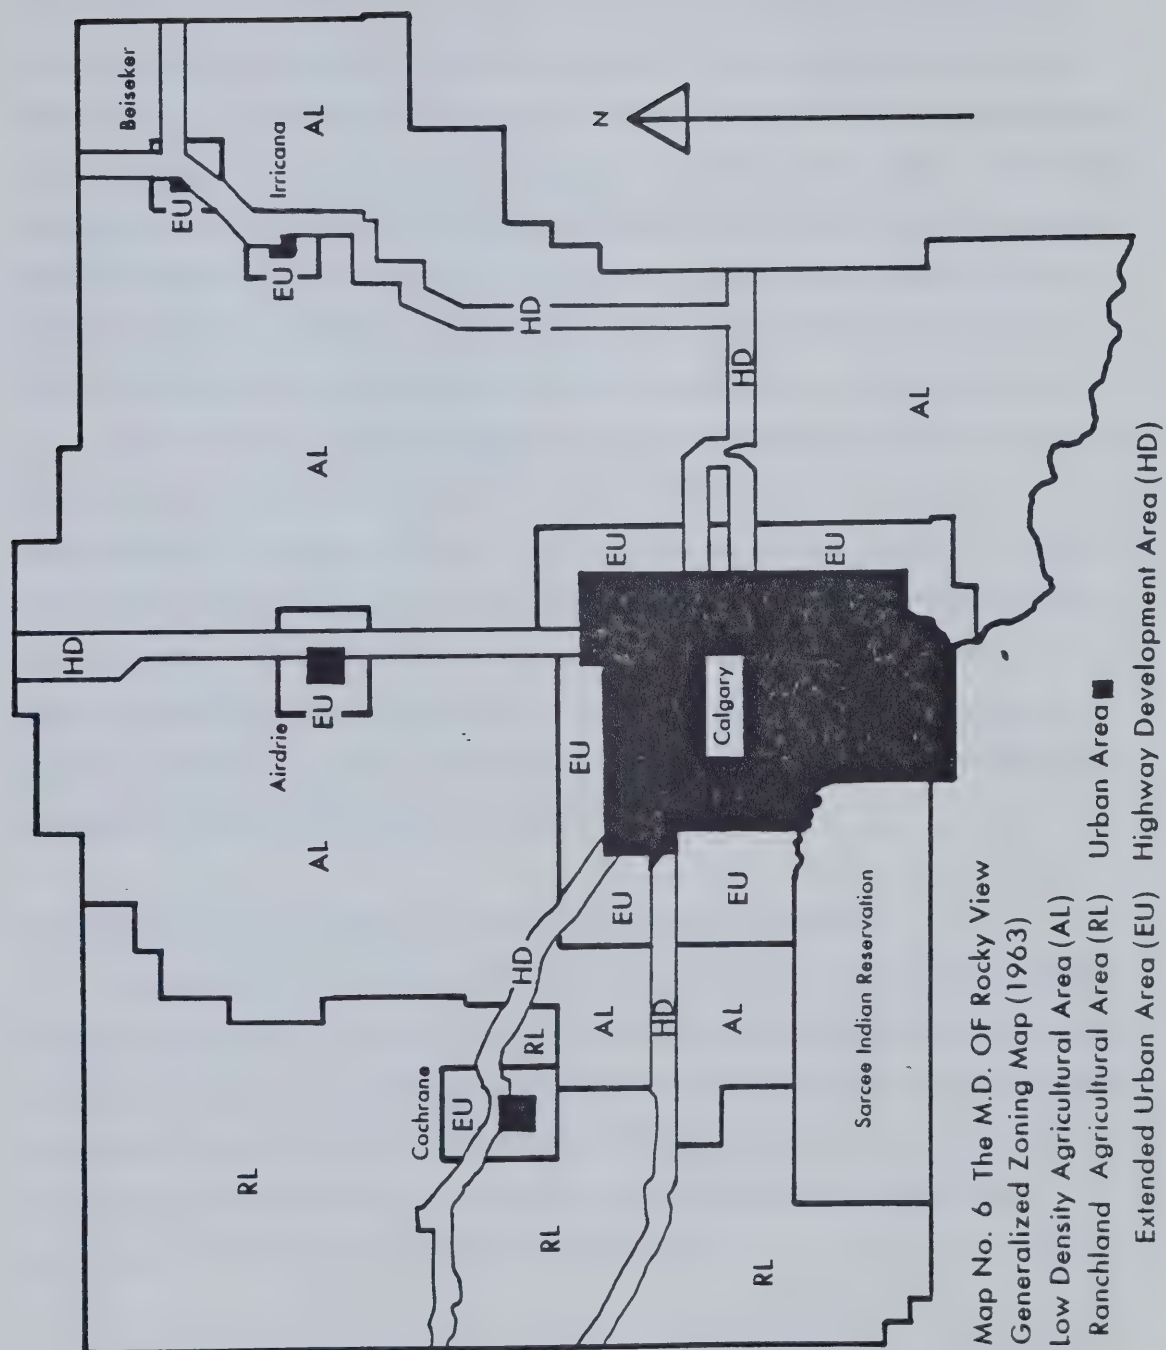 Beiseker
EU
Irricana
AL
EU
N
HD
HD
AL
AL
HD
EU
Airdrie
AL
EU
EU
EU
Calgary
HD
EU
EU
RL
Cochrane
EU
RL
AL
HD
AL
RL
RL
Sarcee Indian Reservation
Map No. 6 The M.D. OF Rocky View
Generalized Zoning Map (1963)
Low Density Agricultural Area (AL)
Ranchland Agricultural Area (RL) Urban Area
Extended Urban Area (EU) Highway Development Area (HD)